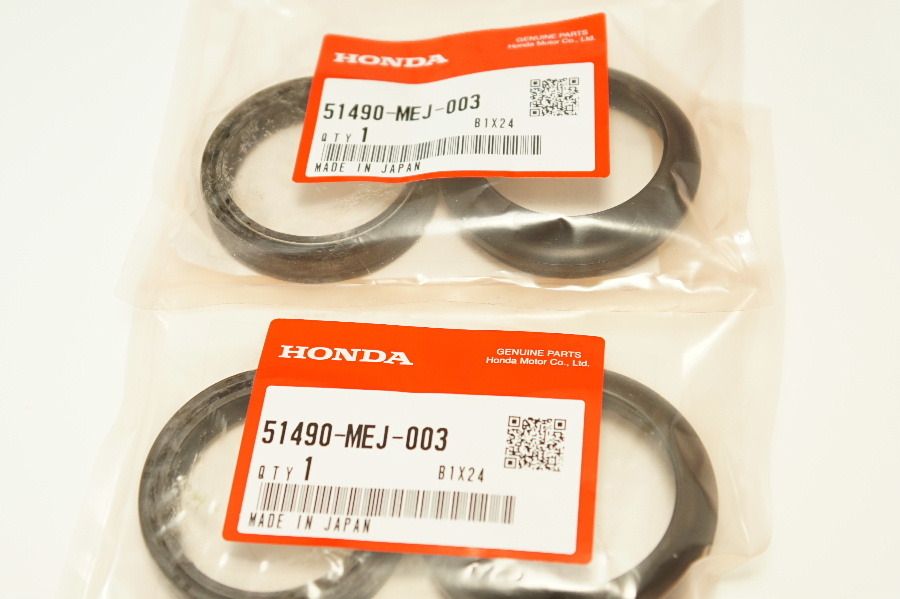 HONDA
GENUINE PARTS
Honda Motor Co., Ltd.
51490-MEJ-003
QTY 1 B1X24
MADE IN JAPAN
HONDA
GENUINE PARTS
Honda Motor Co., Ltd.
51490-MEJ-003
QTY 1 B1X24
MADE IN JAPAN